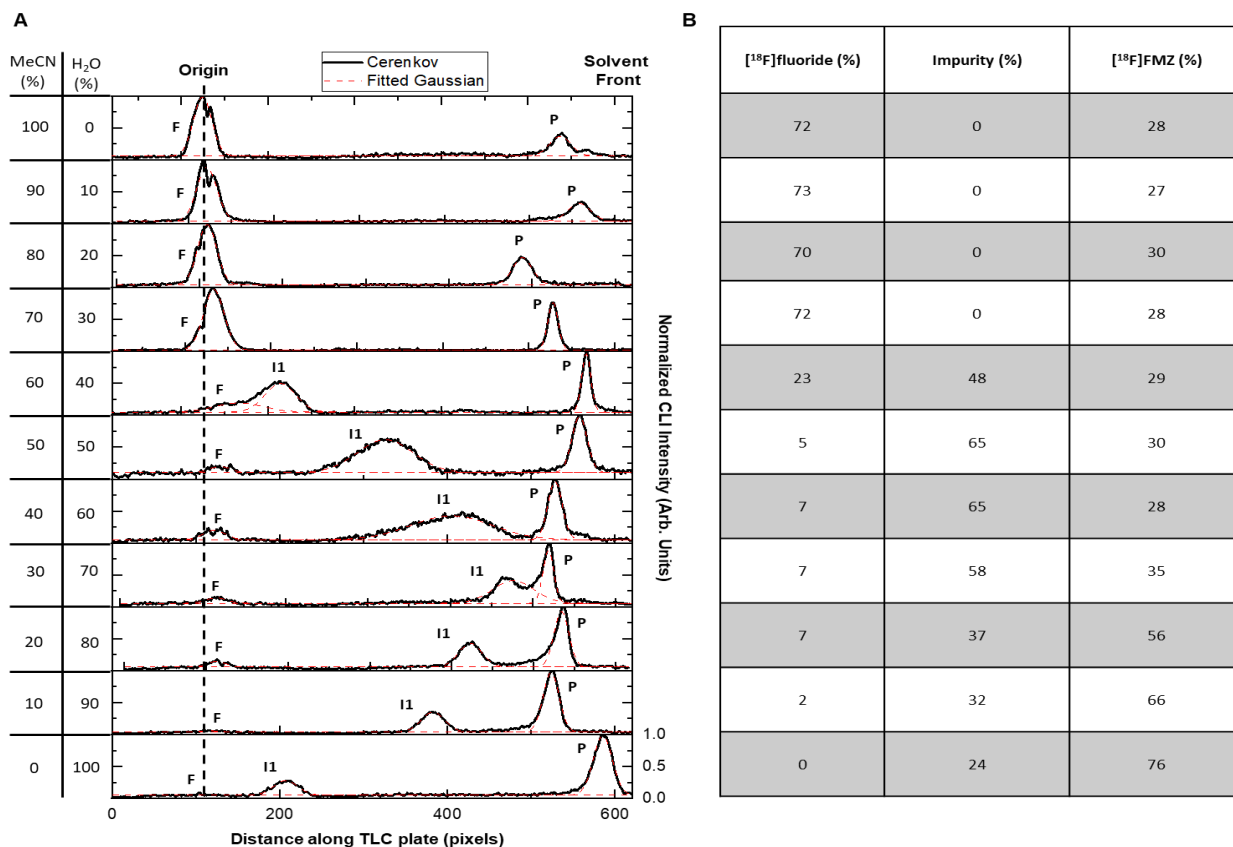 A
B
MeCN
(%)
H2O
(%)
Origin
Cerenkov
Fitted Gaussian
Solvent
Front
100
0
F
P
90
10
F
P
80
20
F
P
70
30
F
P
60
40
F
I1
P
50
50
F
I1
P
40
60
F
I1
P
30
70
F
I1
P
20
80
F
I1
P
10
90
F
I1
P
0
100
F
I1
P
1.0
0.5
0.0
Normalized CLI Intensity (Arb. Units)
0
200
400
600
Distance along TLC plate (pixels)
[18F]fluoride (%) Impurity (%) [18F]FMZ (%)
72 0 28
73 0 27
70 0 30
72 0 28
23 48 29
5 65 30
7 65 28
7 58 35
7 37 56
2 32 66
0 24 76